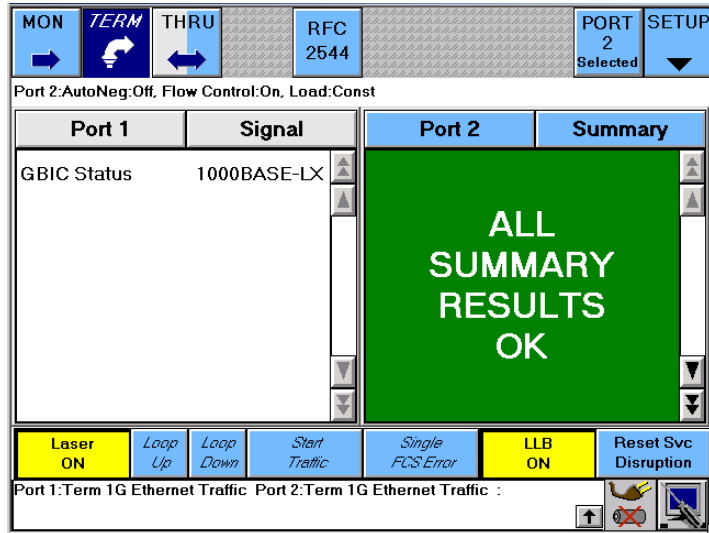 MON TERM THRU RFC 2544 PORT 2 Selected SETUP
Port 2:AutoNeg:Off, Flow Control:On, Load:Const
Port 1 Signal Port 2 Summary
GBIC Status 1000BASE-LX
ALL
SUMMARY
RESULTS
OK
Laser ON Loop Up Loop Down Start Traffic Single FCS Error LLB ON Reset Svc Disruption
Port 1:Term 1G Ethernet Traffic Port 2:Term 1G Ethernet Traffic :